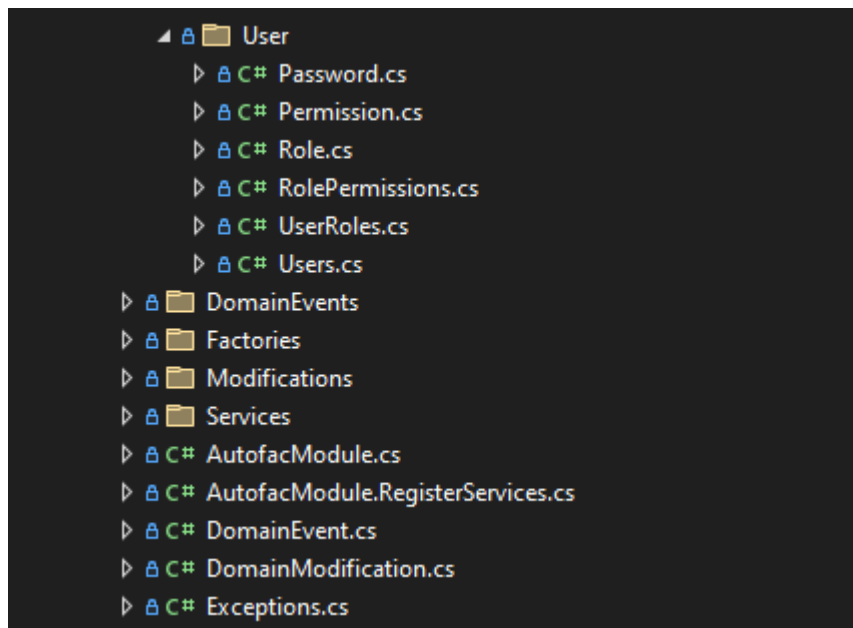 User
C# Password.cs
C# Permission.cs
C# Role.cs
C# RolePermissions.cs
C# UserRoles.cs
C# Users.cs
DomainEvents
Factories
Modifications
Services
C# AutofacModule.cs
C# AutofacModule.RegisterServices.cs
C# DomainEvent.cs
C# DomainModification.cs
C# Exceptions.cs